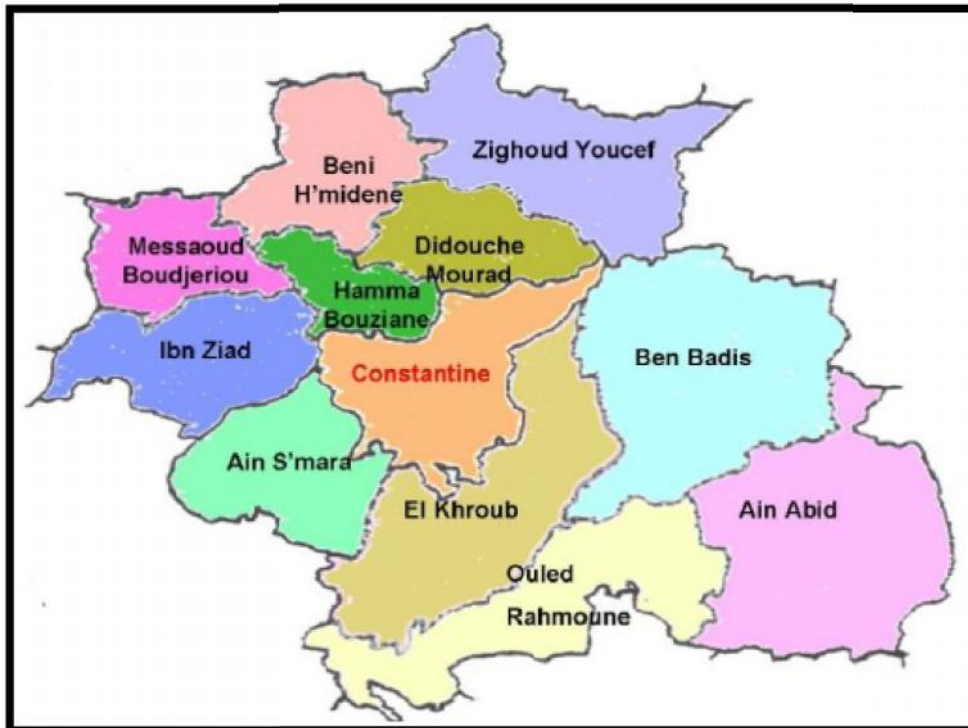 Zighoud Youcef
Beni
H'midene
Messaoud
Boudjeriou
Didouche
Mourad
Hamma
Bouziane
Ibn Ziad
Constantine
Ben Badis
Ain S'mara
El Khroub
Ain Abid
Ouled
Rahmoune